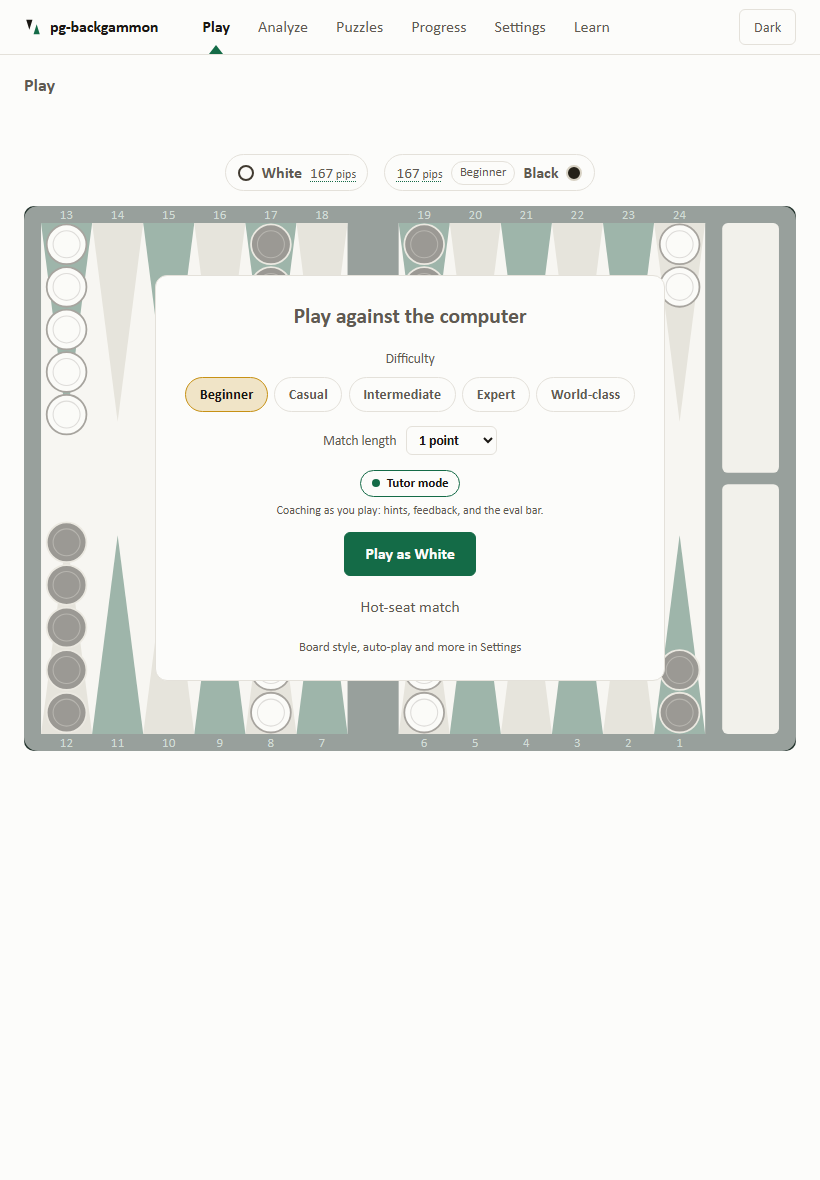 pg-backgammon Play Analyze Puzzles Progress Settings Learn Dark
Play
White 167 pips 167 pips Beginner Black
13 14 15 16 17 18 19 20 21 22 23 24
Play against the computer
Difficulty
Beginner Casual Intermediate Expert World-class
Match length 1 point
Tutor mode
Coaching as you play: hints, feedback, and the eval bar.
Play as White
Hot-seat match
Board style, auto-play and more in Settings
12 11 10 9 8 7 6 5 4 3 2 1